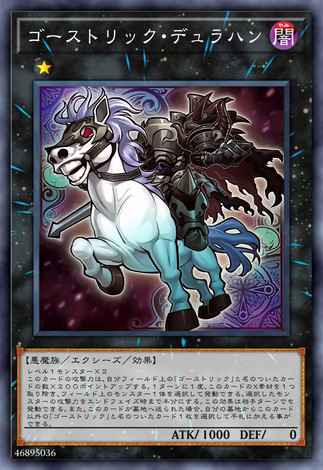 ゴーストリック・デュラハン
闇
やみ
【悪魔族/エクシーズ/効果】
レベル1モンスター×2
このカードの攻撃力は、自分フィールド上の「ゴーストリック」と名のついたカー
ドの数×200ポイントアップする。1ターンに1度、このカードのX素材を1つ
取り除き、フィールド上のモンスター1体を選択して発動できる。選択したモンス
ターの攻撃力をエンドフェイズ時まで半分にする。この効果は相手ターンでも
発動できる。また、このカードが墓地へ送られた場合、自分の墓地からこのカード
以外の「ゴーストリック」と名のついたカード1枚を選択して手札にかえる事がで
きる。
ATK/ 1000 DEF/ 0
46895036